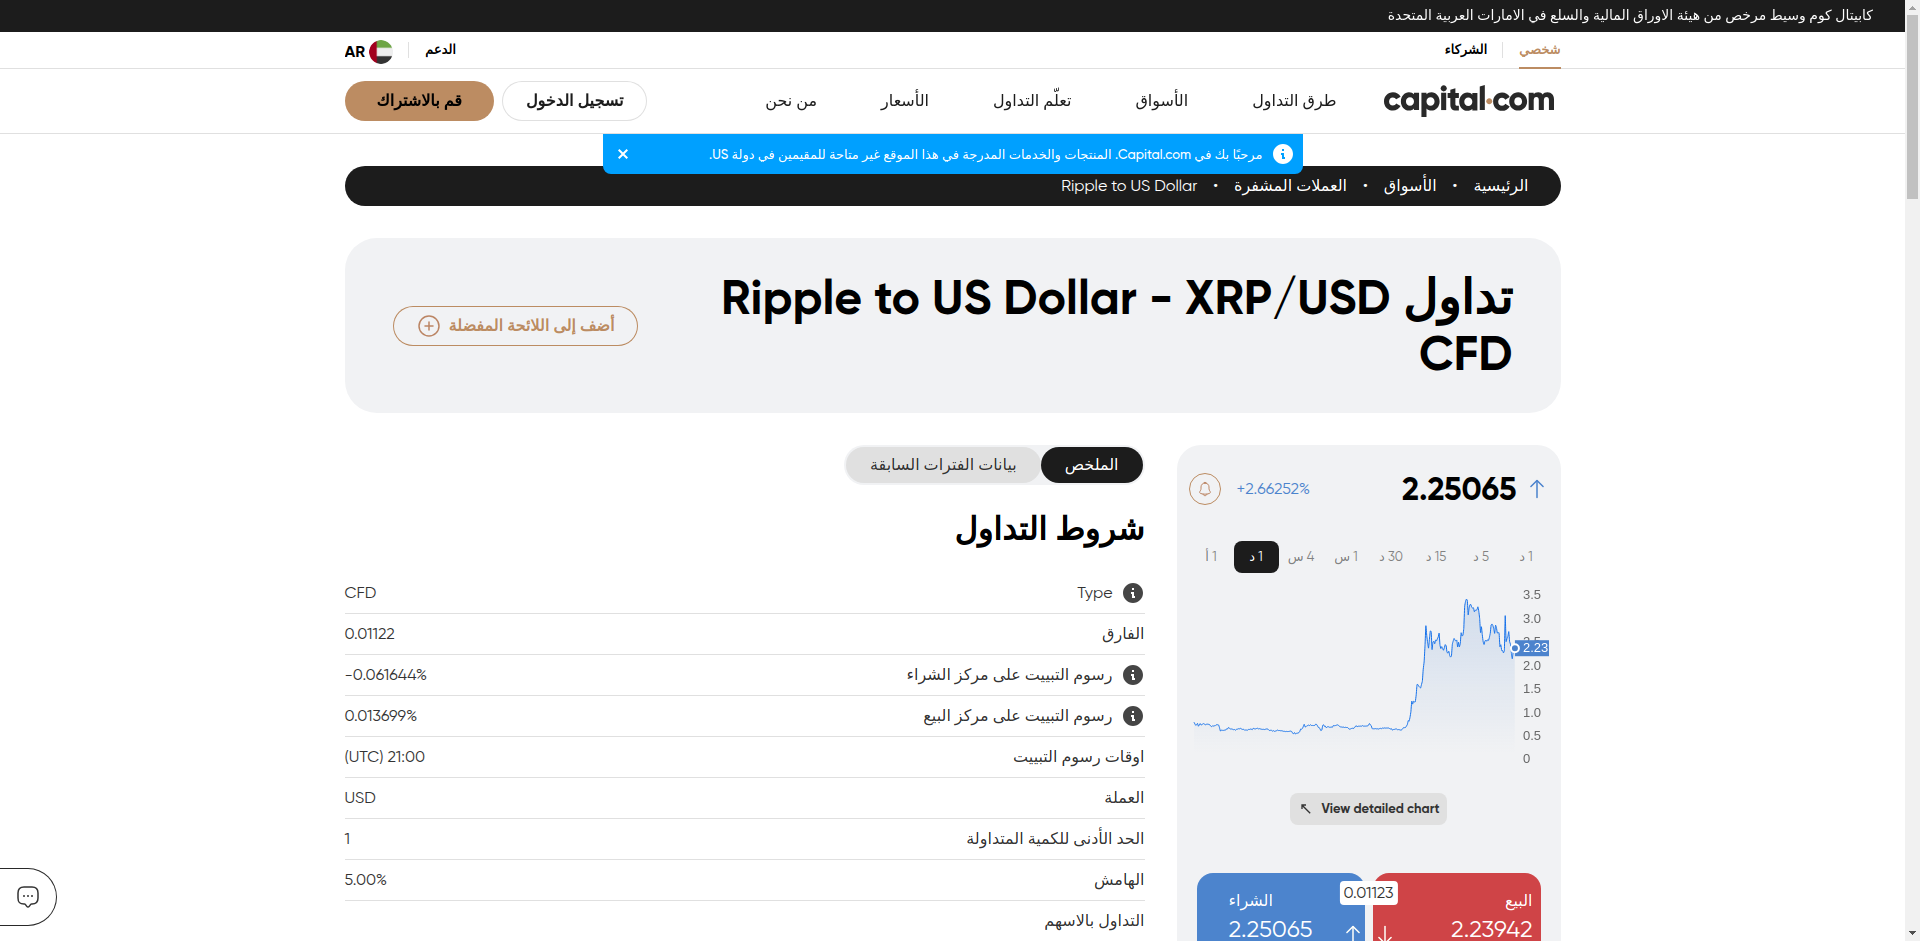 كابيتال كوم وسيط مرخص من هيئة الاوراق المالية والسلع في الامارات العربية المتحدة
شخصي
الشركاء
الدعم
AR
capital.com
طرق التداول
الأسواق
تعلّم التداول
الأسعار
من نحن
تسجيل الدخول
قم بالاشتراك
مرحبًا بك في Capital.com. المنتجات والخدمات المدرجة في هذا الموقع غير متاحة للمقيمين في دولة US.
الرئيسية • الأسواق • العملات المشفرة • Ripple to US Dollar
تداول Ripple to US Dollar - XRP/USD
CFD
أضف إلى اللائحة المفضلة
2.25065
+2.66252%
1 د
5 د
15 د
30 د
1 س
4 س
1 د
1 أ
3.5
3.0
2.23
2.0
1.5
1.0
0.5
0
View detailed chart
0.01123
البيع
2.23942
الشراء
2.25065
الملخص
بيانات الفترات السابقة
شروط التداول
Type
CFD
الفارق
0.01122
رسوم التبييت على مركز الشراء
-0.061644%
رسوم التبييت على مركز البيع
0.013699%
اوقات رسوم التبييت
21:00 (UTC)
العملة
USD
الحد الأدنى للكمية المتداولة
1
الهامش
5.00%
التداول بالاسهم